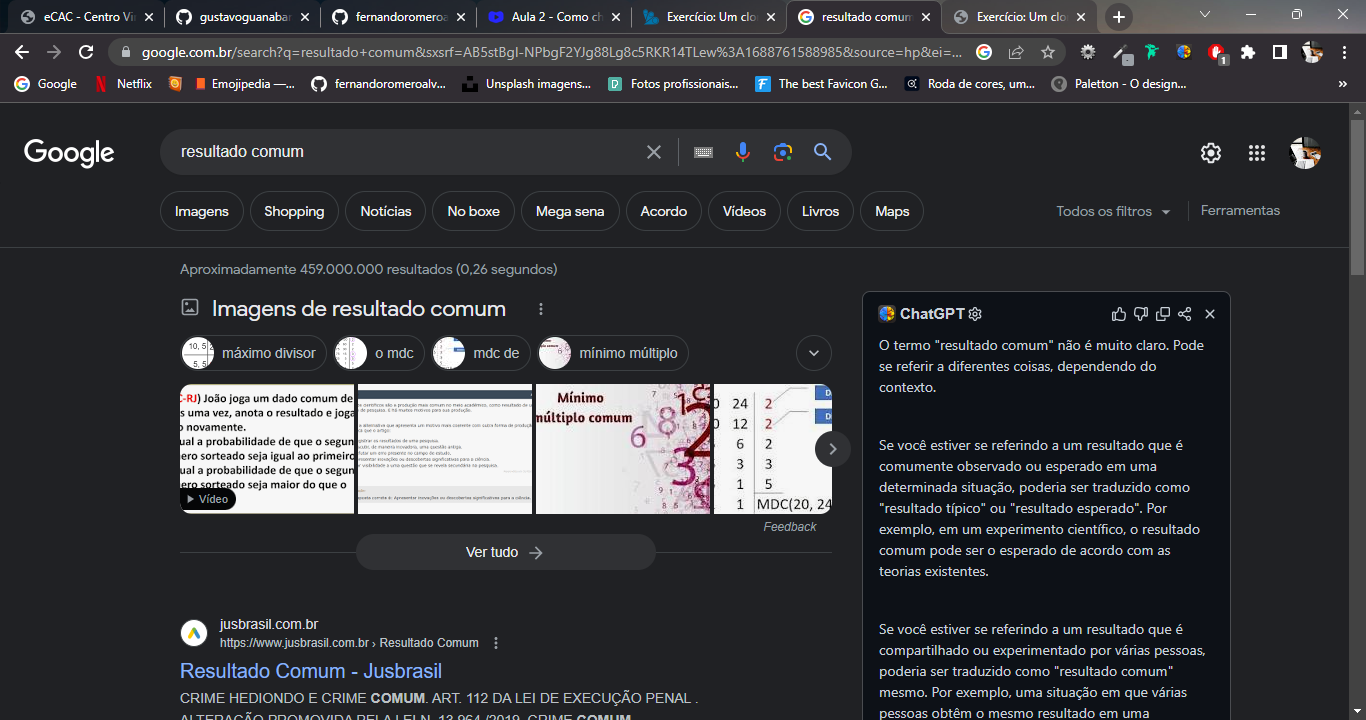 eCAC - Centro Vir
gustavoguanabar
fernandoromeroa
Aula 2 - Como ch
Exercício: Um clo
resultado comum
Exercício: Um clo
google.com.br/search?q=resultado+comum&sxsrf=AB5stBgI-NPbgF2YJg88Lg8c5RKR14TLew%3A1688761588985&source=hp&ei=...
1
Google
Netflix
Emojipedia —...
fernandoromeroalv...
Unsplash imagens...
Fotos profissionais...
The best Favicon G...
Roda de cores, um...
Paletton - O design...
»
Google
resultado comum
Imagens
Shopping
Notícias
No boxe
Mega sena
Acordo
Vídeos
Livros
Maps
Todos os filtros
Ferramentas
Aproximadamente 459.000.000 resultados (0,26 segundos)
Imagens de resultado comum
máximo divisor
o mdc
mdc de
mínimo múltiplo
C-RJ) João joga um dado comum de
s uma vez, anota o resultado e joga
o novamente.
ual a probabilidade de que o segun
ero sorteado seja igual ao primeiro
ual a probabilidade de que o segun
ero sorteado seja maior do que o
Vídeo
Mínimo
múltiplo comum
0 24 2
0 12 2
6 2
3 3
1 5
1 MDC(20, 24
Feedback
Ver tudo
jusbrasil.com.br
https://www.jusbrasil.com.br › Resultado Comum
Resultado Comum - Jusbrasil
CRIME HEDIONDO E CRIME COMUM. ART. 112 DA LEI DE EXECUÇÃO PENAL .
ALTERAÇÃO PROMOVIDA PELA LEI N. 13.964 /2019. CRIME COMUM
ChatGPT
O termo "resultado comum" não é muito claro. Pode
se referir a diferentes coisas, dependendo do
contexto.
Se você estiver se referindo a um resultado que é
comumente observado ou esperado em uma
determinada situação, poderia ser traduzido como
"resultado típico" ou "resultado esperado". Por
exemplo, em um experimento científico, o resultado
comum pode ser o esperado de acordo com as
teorias existentes.
Se você estiver se referindo a um resultado que é
compartilhado ou experimentado por várias pessoas,
poderia ser traduzido como "resultado comum"
mesmo. Por exemplo, uma situação em que várias
pessoas obtêm o mesmo resultado em uma